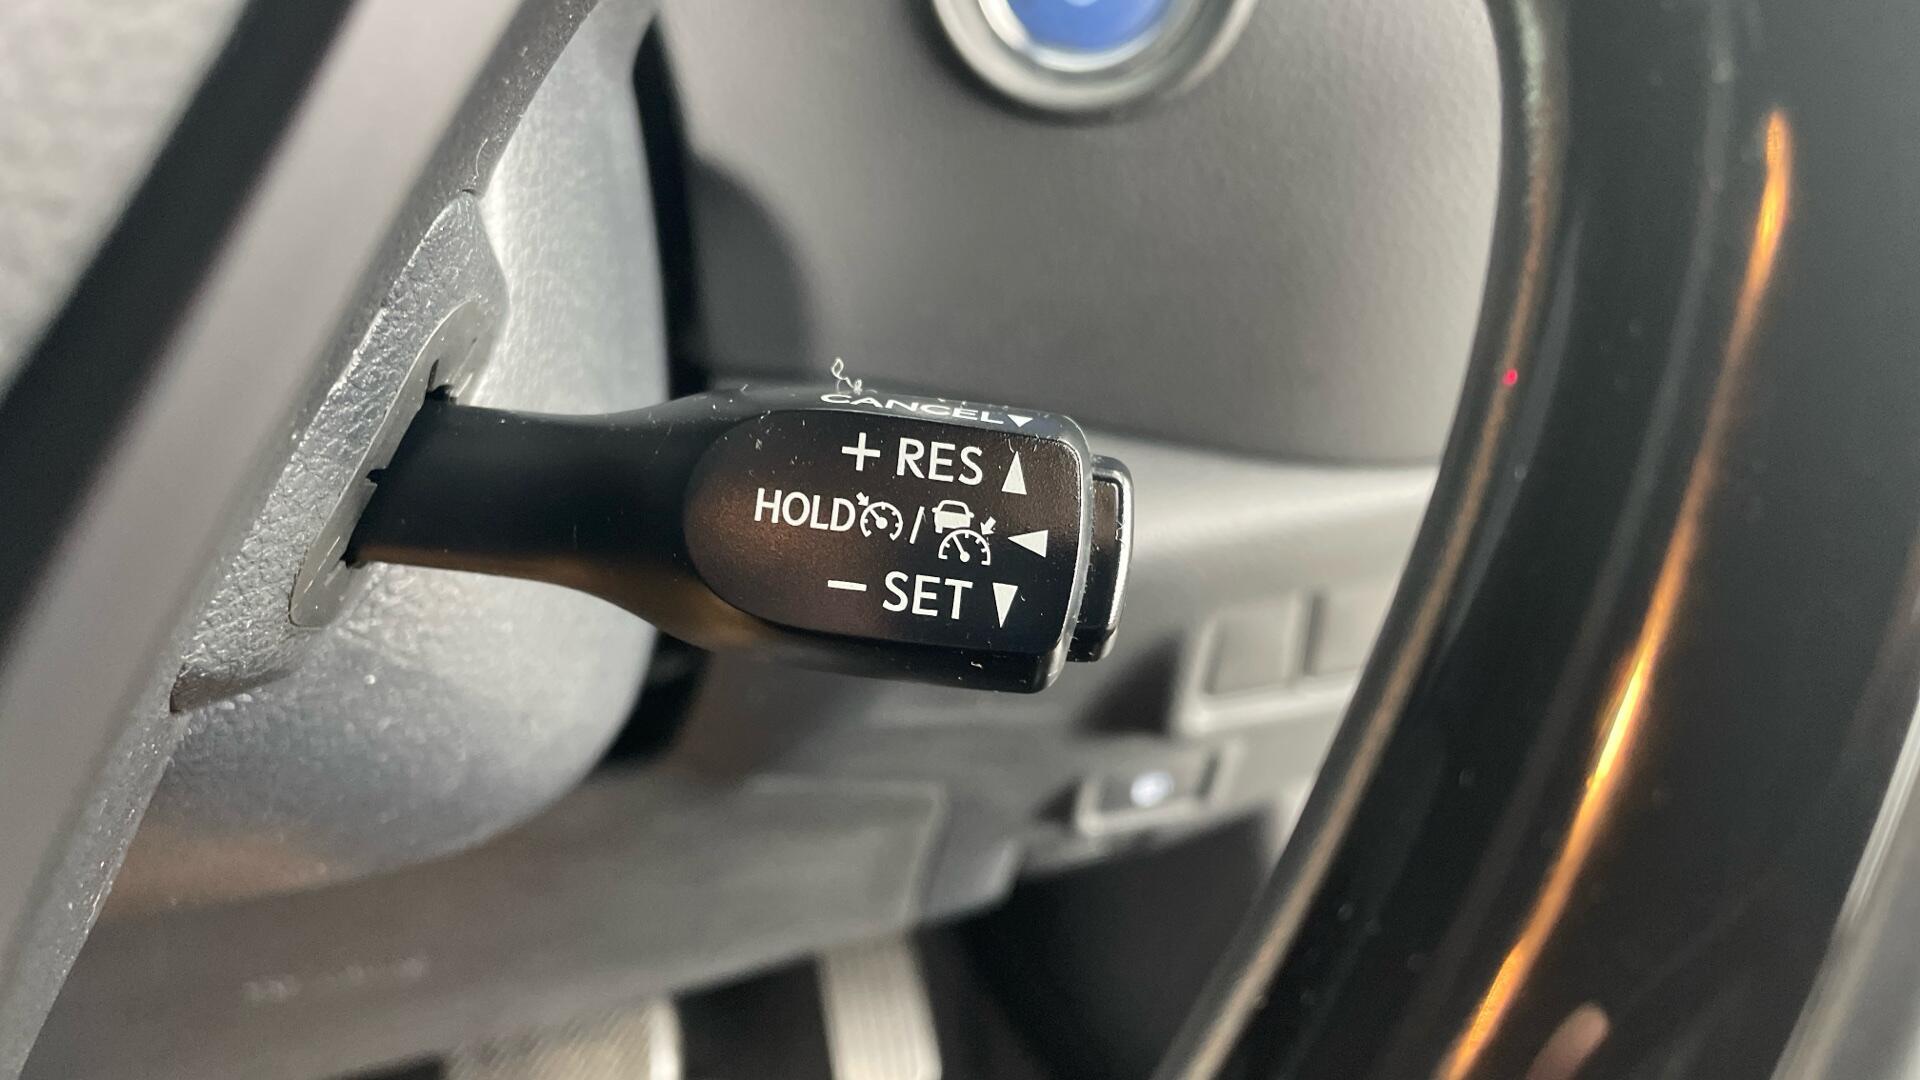 CANCEL▼
+ RES ▲
HOLD / ◀
− SET ▼